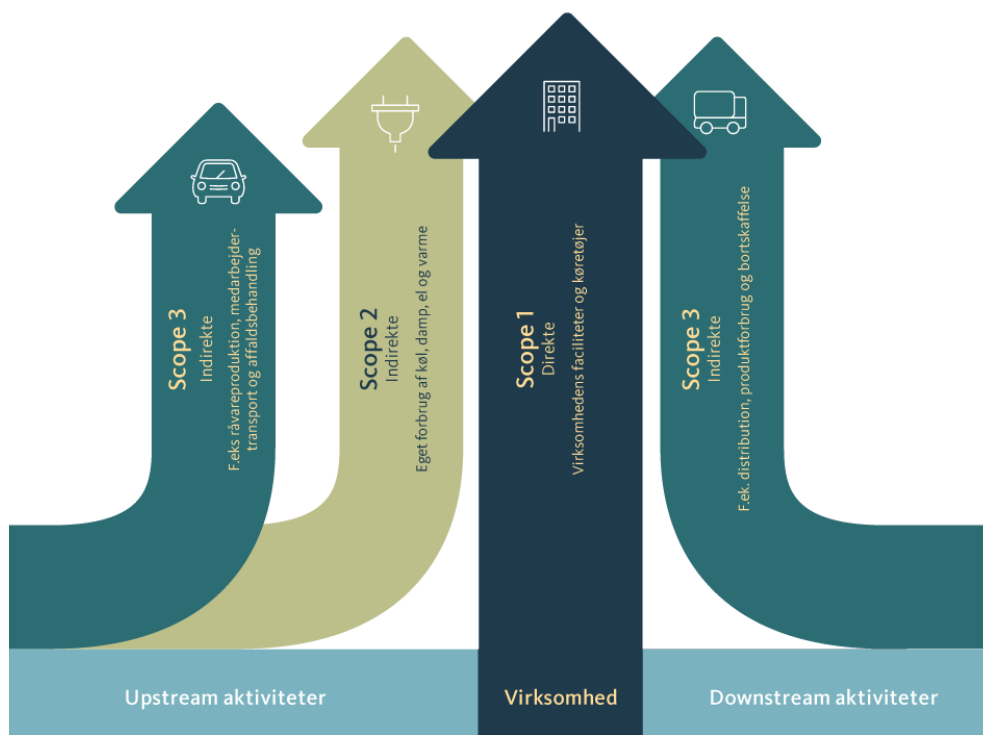 Scope 3
Indirekte
F.eks råvareproduktion, medarbejder-
transport og affaldsbehandling
Scope 2
Indirekte
Eget forbrug af køl, damp, el og varme
Scope 1
Direkte
Virksomhedens faciliteter og køretøjer
Scope 3
Indirekte
F.ek. distribution, produktforbrug og bortskaffelse
Upstream aktiviteter
Virksomhed
Downstream aktiviteter